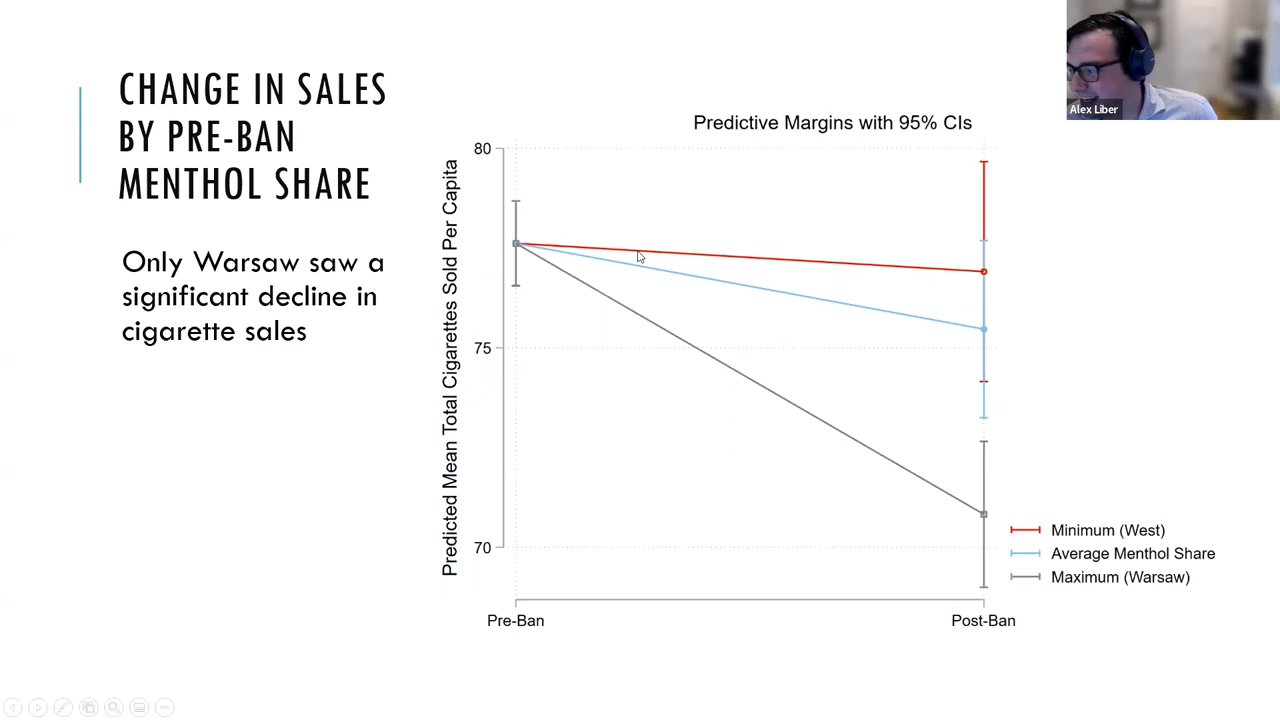 CHANGE IN SALES
BY PRE-BAN
MENTHOL SHARE
Only Warsaw saw a
significant decline in
cigarette sales
Predictive Margins with 95% CIs
Predicted Mean Total Cigarettes Sold Per Capita
80
75
70
Pre-Ban
Post-Ban
Minimum (West)
Average Menthol Share
Maximum (Warsaw)
Alex Liber